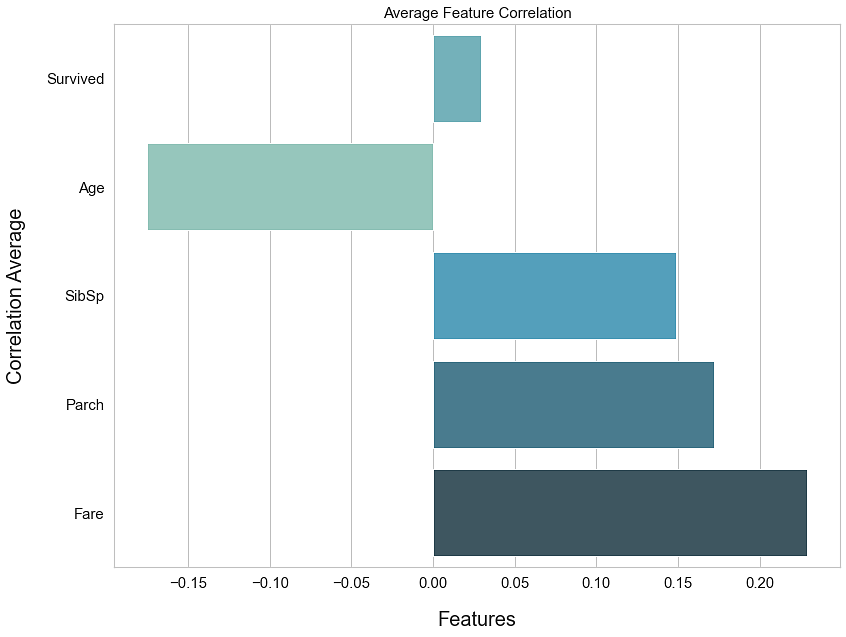 Average Feature Correlation
Survived
Age
SibSp
Parch
Fare
Correlation Average
−0.15 −0.10 −0.05 0.00 0.05 0.10 0.15 0.20
Features